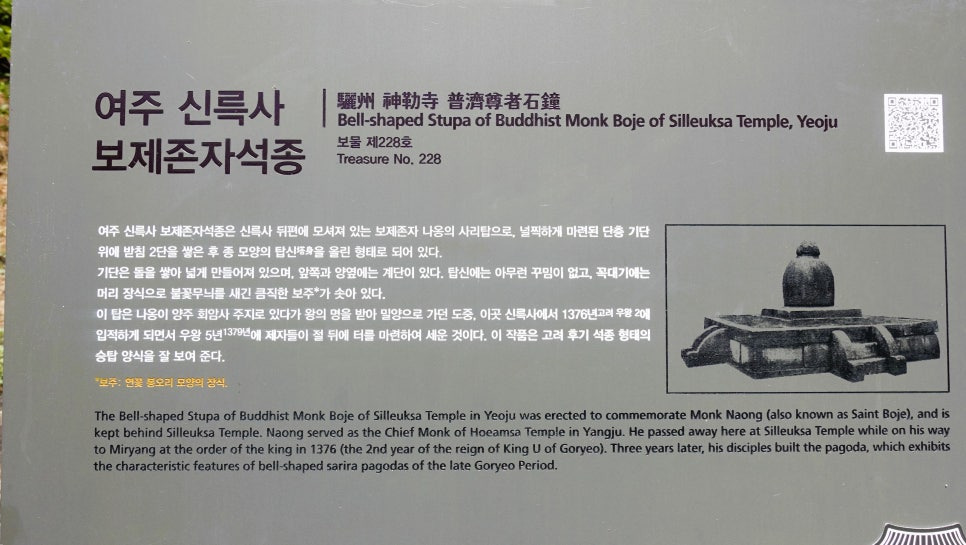 여주 신륵사
보제존자석종
驪州 神勒寺 普濟尊者石鐘
Bell-shaped Stupa of Buddhist Monk Boje of Silleuksa Temple, Yeoju
보물 제228호
Treasure No. 228
여주 신륵사 보제존자석종은 신륵사 뒤편에 모셔져 있는 보제존자 나옹의 사리탑으로, 널찍하게 마련된 단층 기단
위에 받침 2단을 쌓은 후 종 모양의 탑신塔身을 올린 형태로 되어 있다.
기단은 돌을 쌓아 넓게 만들어져 있으며, 앞쪽과 양옆에는 계단이 있다. 탑신에는 아무런 꾸밈이 없고, 꼭대기에는
머리 장식으로 불꽃무늬를 새긴 큼직한 보주*가 솟아 있다.
이 탑은 나옹이 양주 회암사 주지로 있다가 왕의 명을 받아 밀양으로 가던 도중, 이곳 신륵사에서 1376년고려 우왕 2에
입적하게 되면서 우왕 5년1379년에 제자들이 절 뒤에 터를 마련하여 세운 것이다. 이 작품은 고려 후기 석종 형태의
승탑 양식을 잘 보여 준다.
*보주: 연꽃 봉오리 모양의 장식.
The Bell-shaped Stupa of Buddhist Monk Boje of Silleuksa Temple in Yeoju was erected to commemorate Monk Naong (also known as Saint Boje), and is
kept behind Silleuksa Temple. Naong served as the Chief Monk of Hoeamsa Temple in Yangju. He passed away here at Silleuksa Temple while on his way
to Miryang at the order of the king in 1376 (the 2nd year of the reign of King U of Goryeo). Three years later, his disciples built the pagoda, which exhibits
the characteristic features of bell-shaped sarira pagodas of the late Goryeo Period.